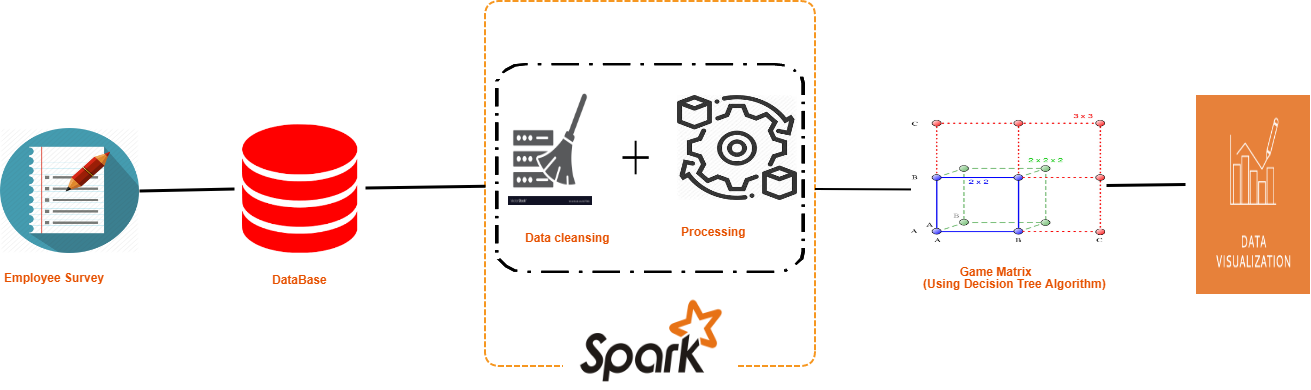 Employee Survey
DataBase
Data cleansing
+
Processing
Spark
C
B
A
A
A
B
B
C
3 x 3
2 x 2 x 2
2 x 2
Game Matrix
(Using Decision Tree Algorithm)
DATA
VISUALIZATION